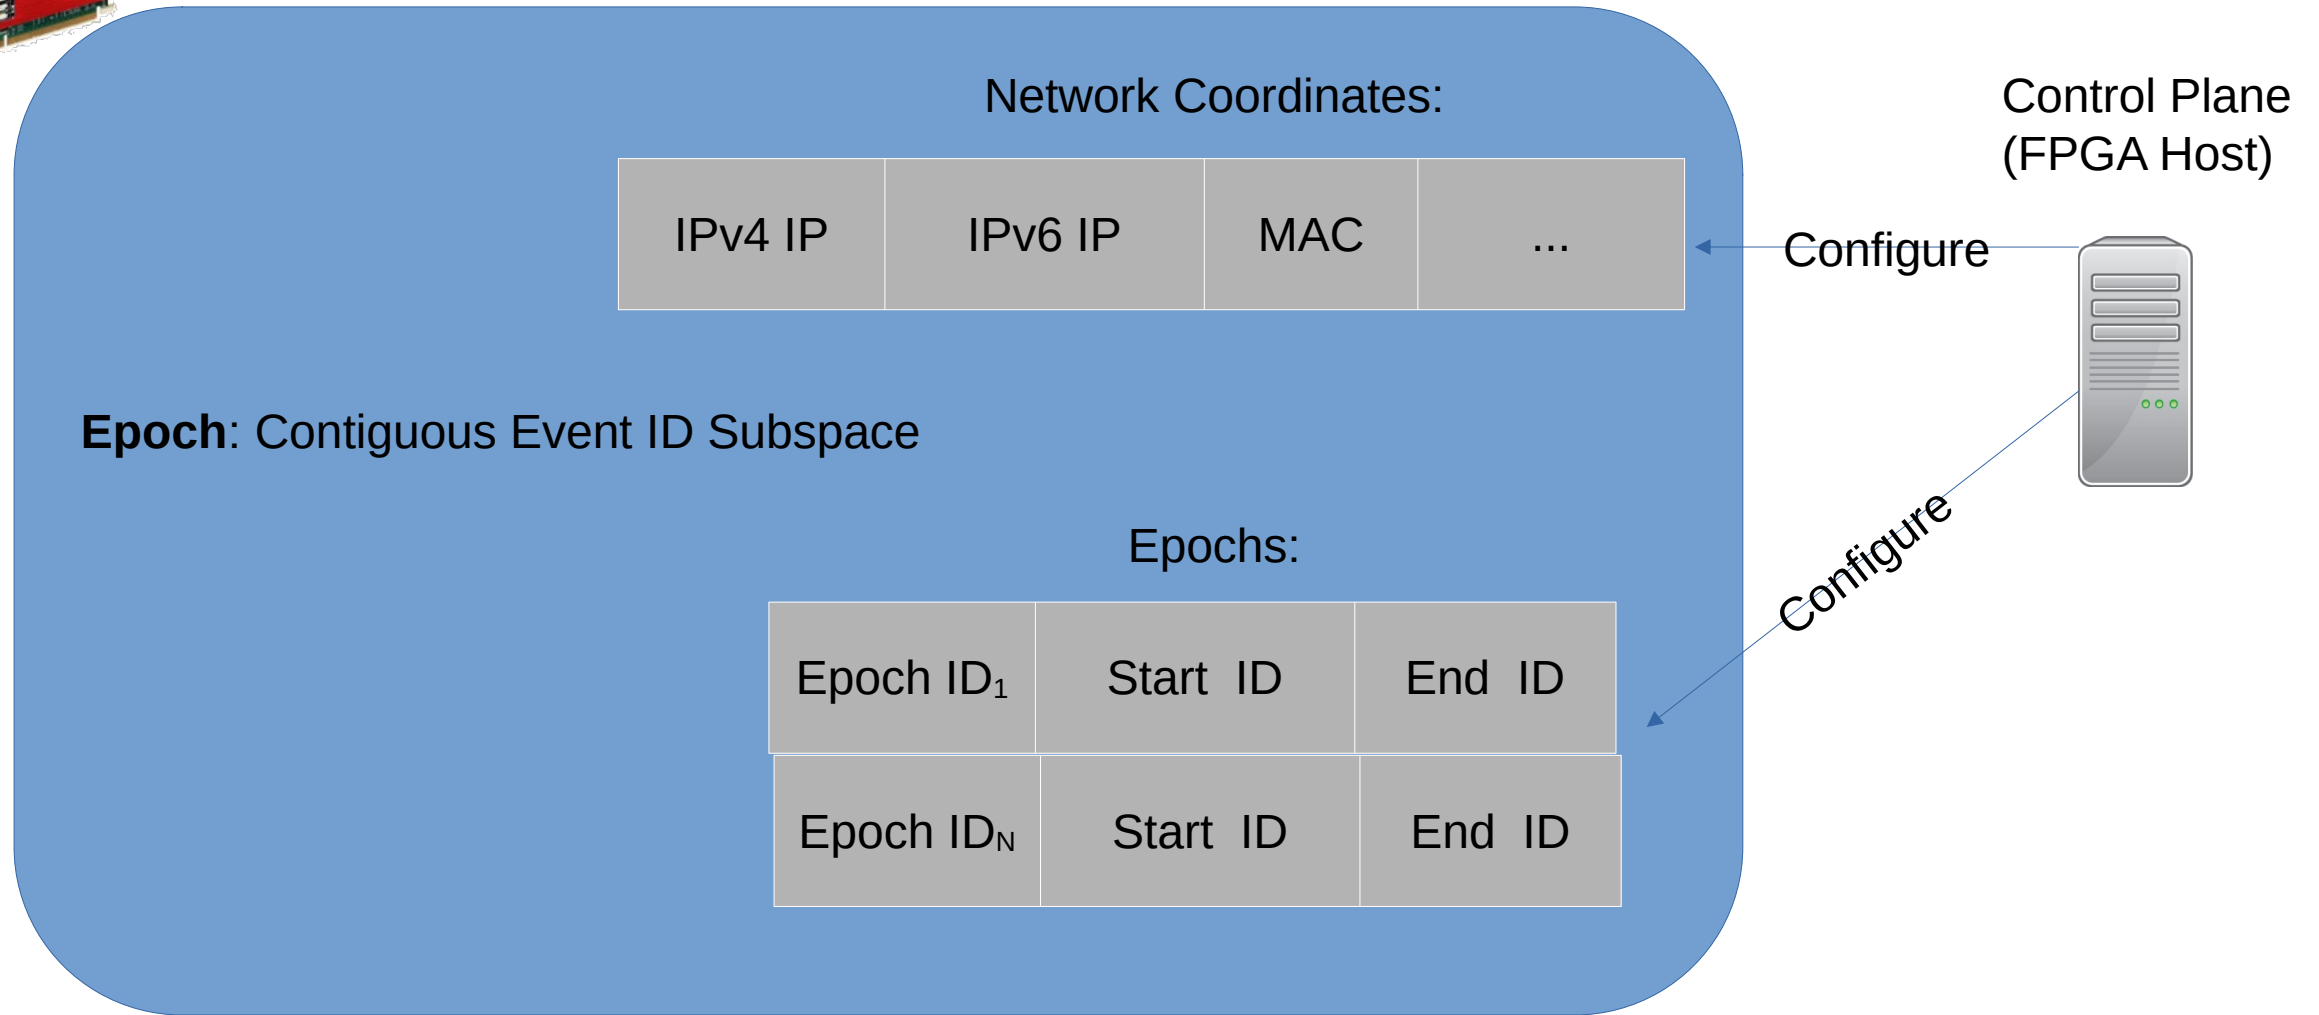 Network Coordinates:
Control Plane
(FPGA Host)
IPv4 IP IPv6 IP MAC ...
Configure
Epoch: Contiguous Event ID Subspace
Configure
Epochs:
Epoch ID1 Start ID End ID
Epoch IDN Start ID End ID